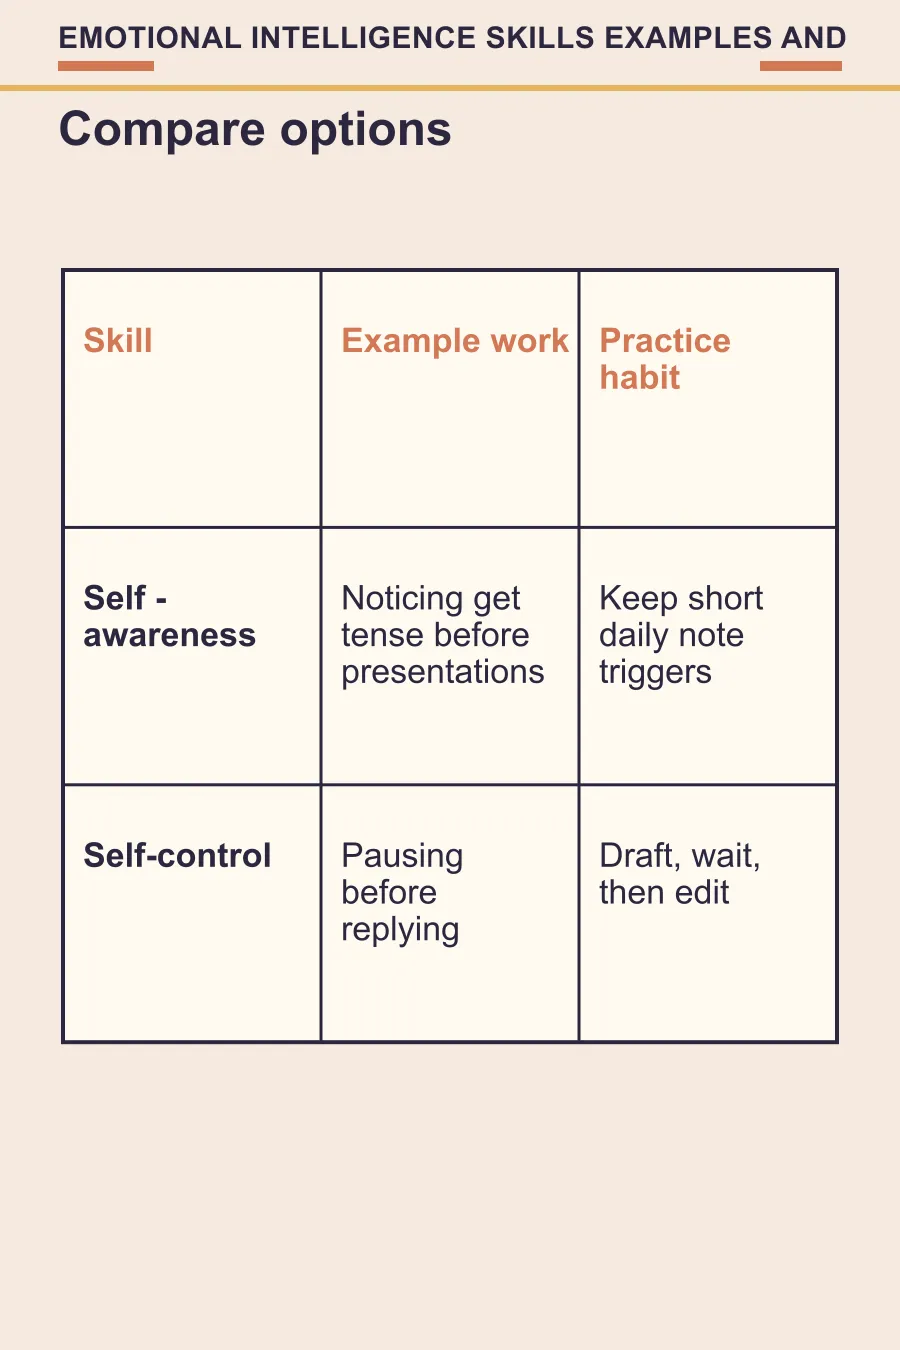 EMOTIONAL INTELLIGENCE SKILLS EXAMPLES AND
Compare options
Skill
Example work
Practice
habit
Self -
awareness
Noticing get
tense before
presentations
Keep short
daily note
triggers
Self-control
Pausing
before
replying
Draft, wait,
then edit